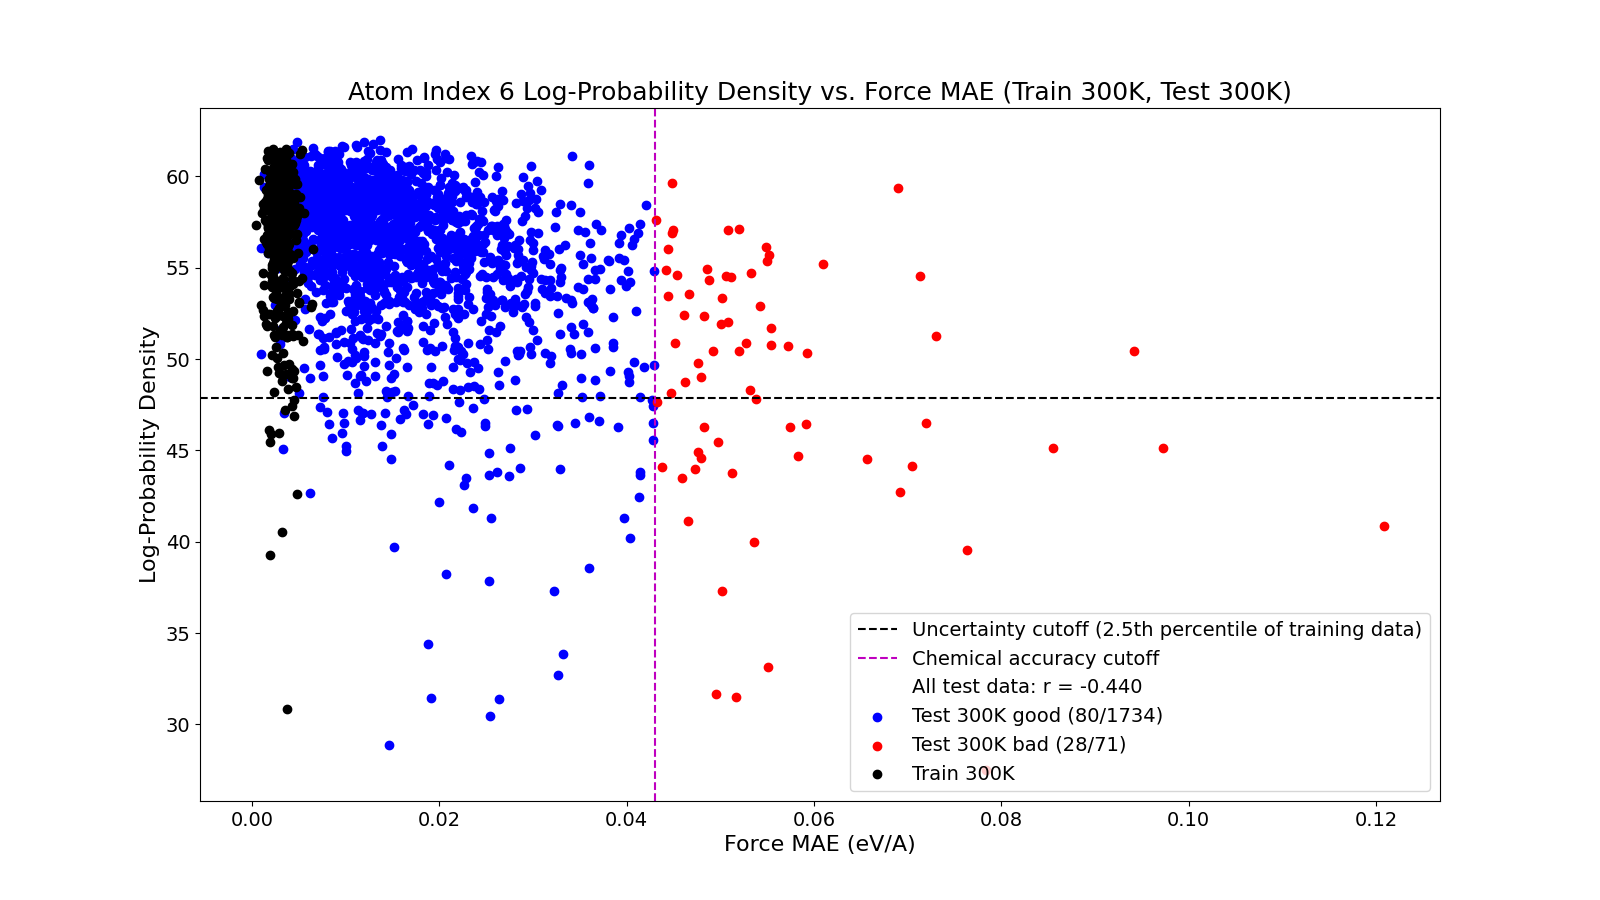 Atom Index 6 Log-Probability Density vs. Force MAE (Train 300K, Test 300K)
Log-Probability Density
60
55
50
45
40
35
30
Uncertainty cutoff (2.5th percentile of training data)
Chemical accuracy cutoff
All test data: r = -0.440
Test 300K good (80/1734)
Test 300K bad (28/71)
Train 300K
0.00 0.02 0.04 0.06 0.08 0.10 0.12
Force MAE (eV/A)